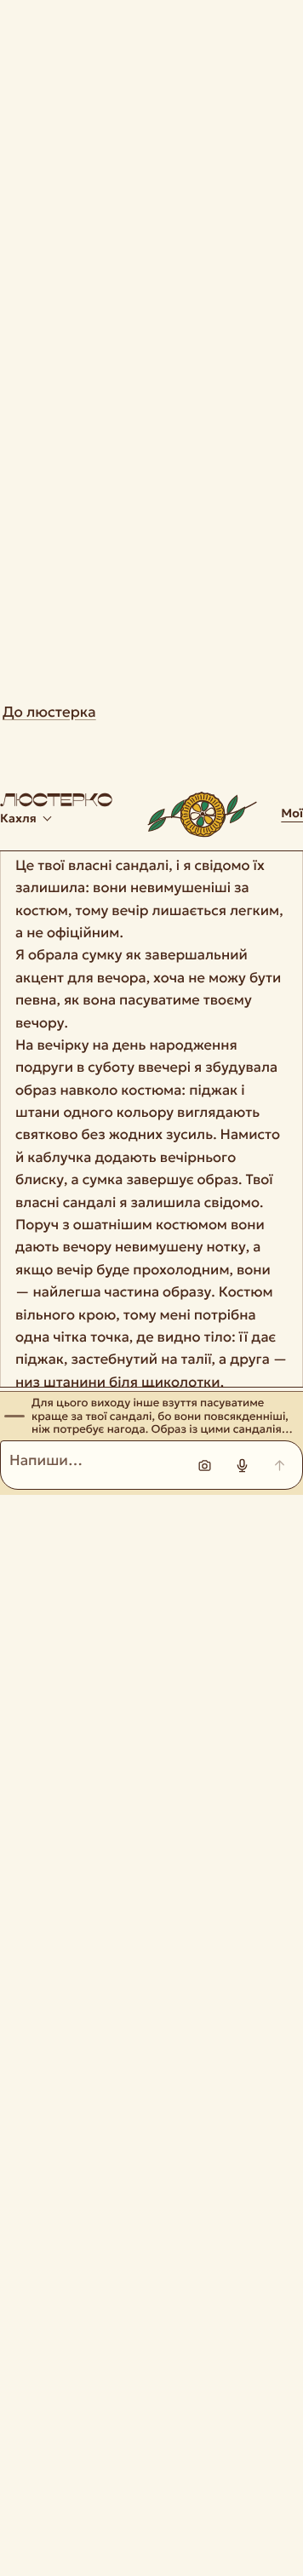 До люстерка
ЛЮСТЕРКО
Кахля
Мої
Це твої власні сандалі, і я свідомо їх
залишила: вони невимушеніші за
костюм, тому вечір лишається легким,
а не офіційним.
Я обрала сумку як завершальний
акцент для вечора, хоча не можу бути
певна, як вона пасуватиме твоєму
вечору.
На вечірку на день народження
подруги в суботу ввечері я збудувала
образ навколо костюма: піджак і
штани одного кольору виглядають
святково без жодних зусиль. Намисто
й каблучка додають вечірнього
блиску, а сумка завершує образ. Твої
власні сандалі я залишила свідомо.
Поруч з ошатнішим костюмом вони
дають вечору невимушену нотку, а
якщо вечір буде прохолодним, вони
— найлегша частина образу. Костюм
вільного крою, тому мені потрібна
одна чітка точка, де видно тіло: її дає
піджак, застебнутий на талії, а друга —
низ штанини біля щиколотки.
Для цього виходу інше взуття пасуватиме
краще за твої сандалі, бо вони повсякденніші,
ніж потребує нагода. Образ із цими сандалія…
Напиши…